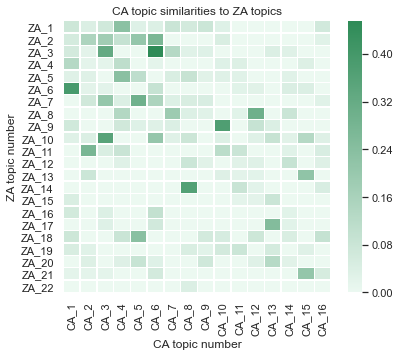 CA topic similarities to ZA topics
ZA_1
ZA_2
ZA_3
ZA_4
ZA_5
ZA_6
ZA_7
ZA_8
ZA_9
ZA_10
ZA_11
ZA_12
ZA_13
ZA_14
ZA_15
ZA_16
ZA_17
ZA_18
ZA_19
ZA_20
ZA_21
ZA_22
ZA topic number
CA_1
CA_2
CA_3
CA_4
CA_5
CA_6
CA_7
CA_8
CA_9
CA_10
CA_11
CA_12
CA_13
CA_14
CA_15
CA_16
CA topic number
0.40
0.32
0.24
0.16
0.08
0.00